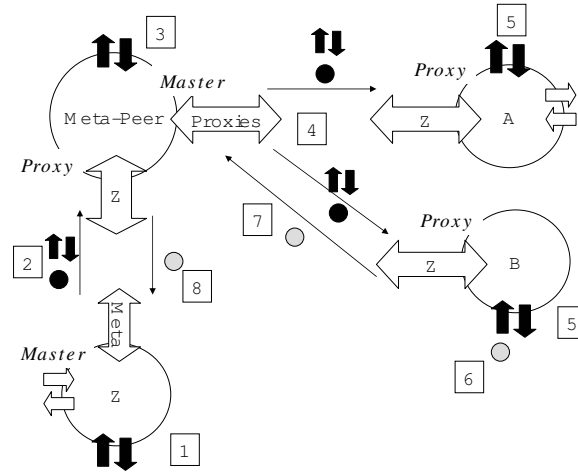 3
5
Master
Proxy
Meta-Peer
Proxies
4
Z
A
Proxy
Z
7
Proxy
2
8
Z
B
5
Meta
6
Master
Z
1